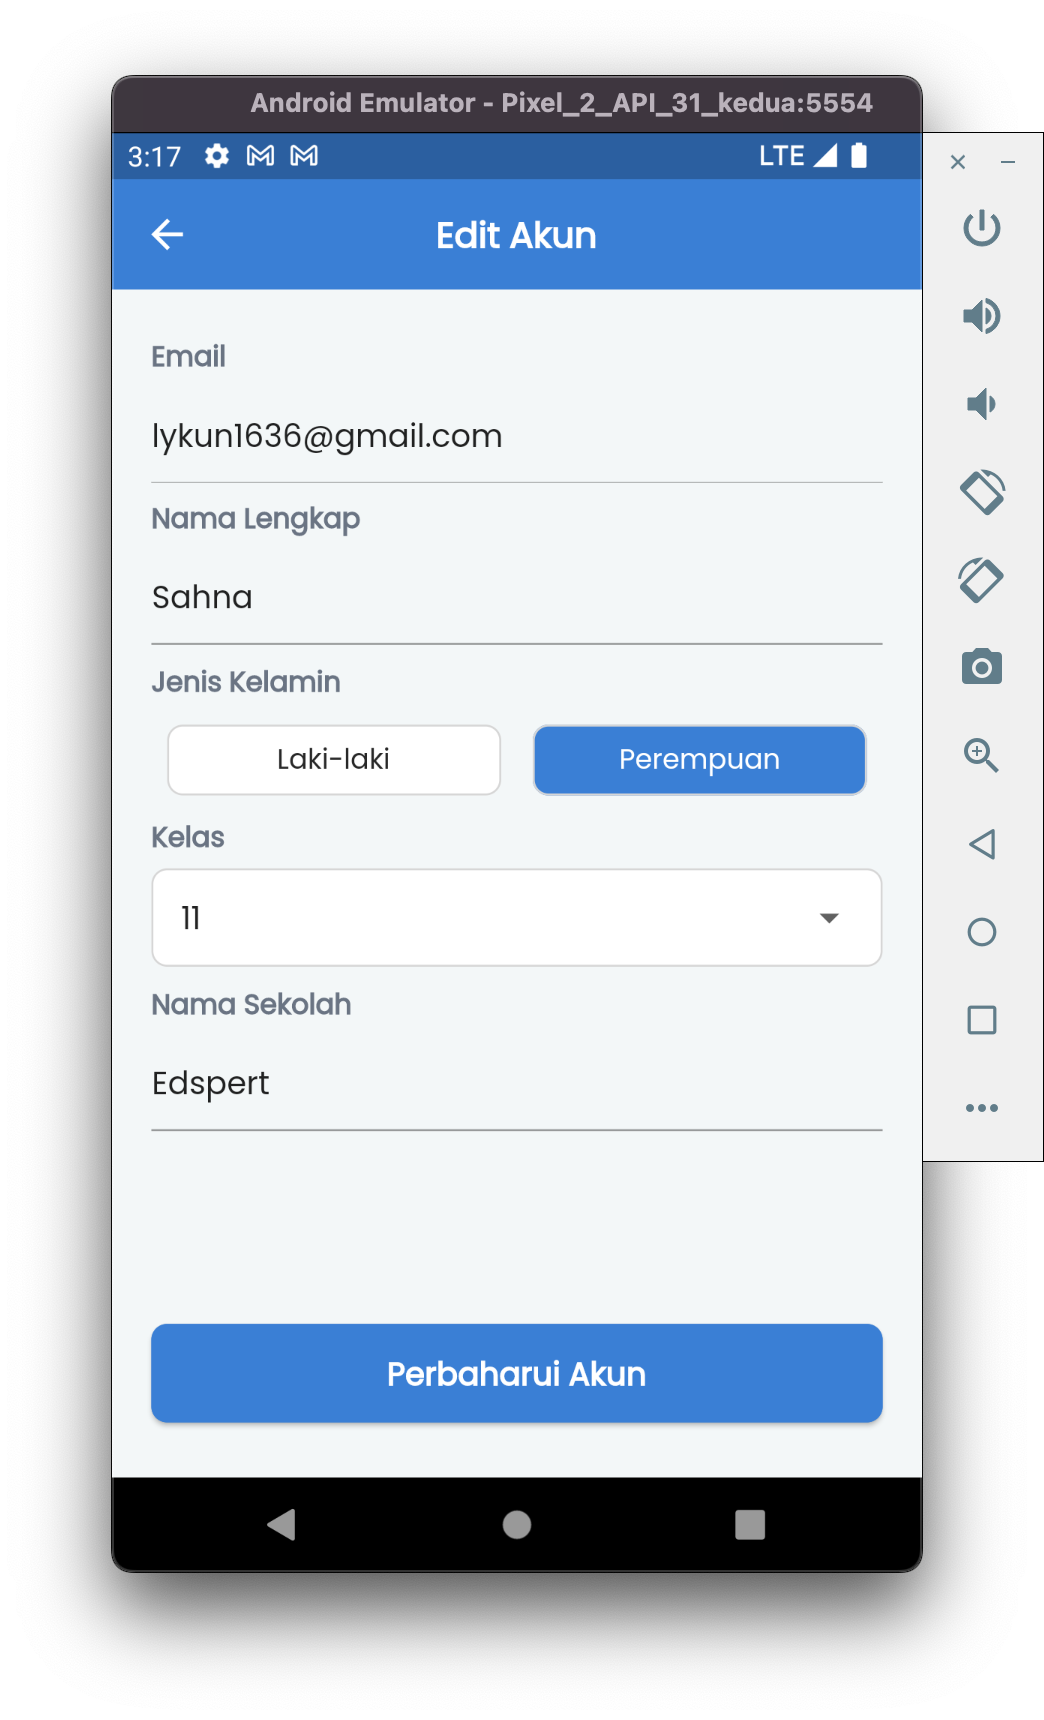 Android Emulator - Pixel_2_API_31_kedua:5554
3:17 LTE
Edit Akun
Email
lykun1636@gmail.com
Nama Lengkap
Sahna
Jenis Kelamin
Laki-laki Perempuan
Kelas
11
Nama Sekolah
Edspert
Perbaharui Akun